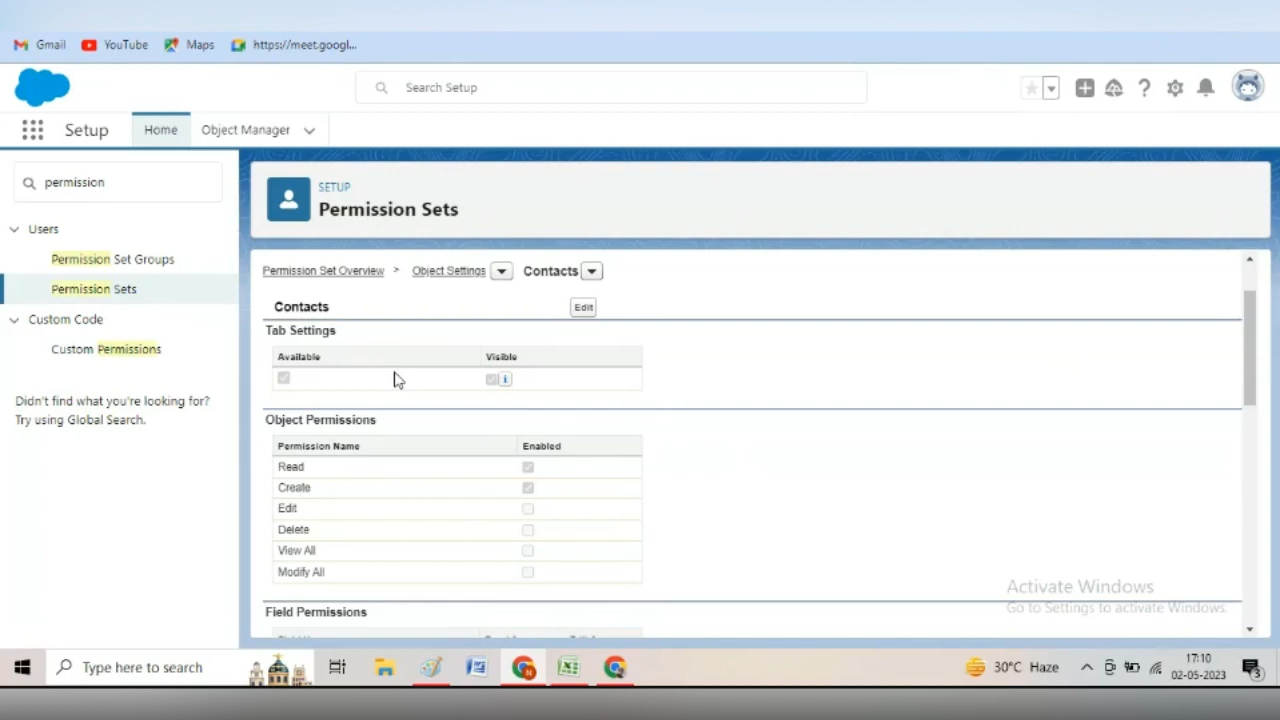 Gmail YouTube Maps https://meet.googl...
Search Setup
Setup Home Object Manager
permission
Users
Permission Set Groups
Permission Sets
Custom Code
Custom Permissions
Didn't find what you're looking for?
Try using Global Search.
SETUP
Permission Sets
Permission Set Overview > Object Settings Contacts
Contacts Edit
Tab Settings
Available Visible
Object Permissions
Permission Name Enabled
Read
Create
Edit
Delete
View All
Modify All
Field Permissions
Activate Windows
Go to Settings to activate Windows.
Type here to search
30°C Haze
17:10
02-05-2023
3